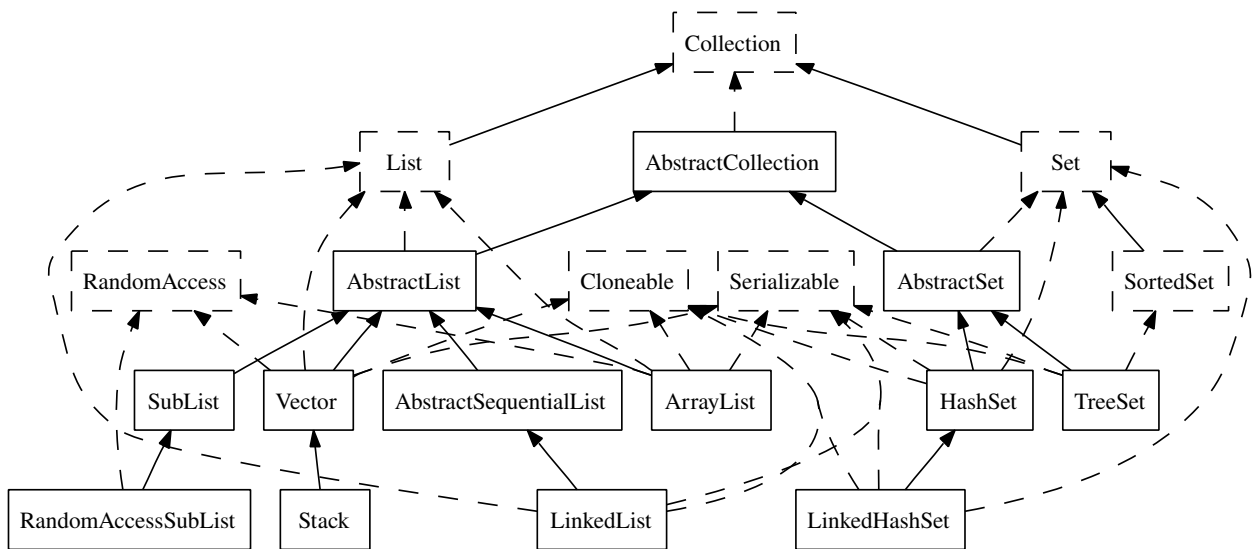 Collection
List
AbstractCollection
Set
RandomAccess
AbstractList
Cloneable
Serializable
AbstractSet
SortedSet
SubList
Vector
AbstractSequentialList
ArrayList
HashSet
TreeSet
RandomAccessSubList
Stack
LinkedList
LinkedHashSet